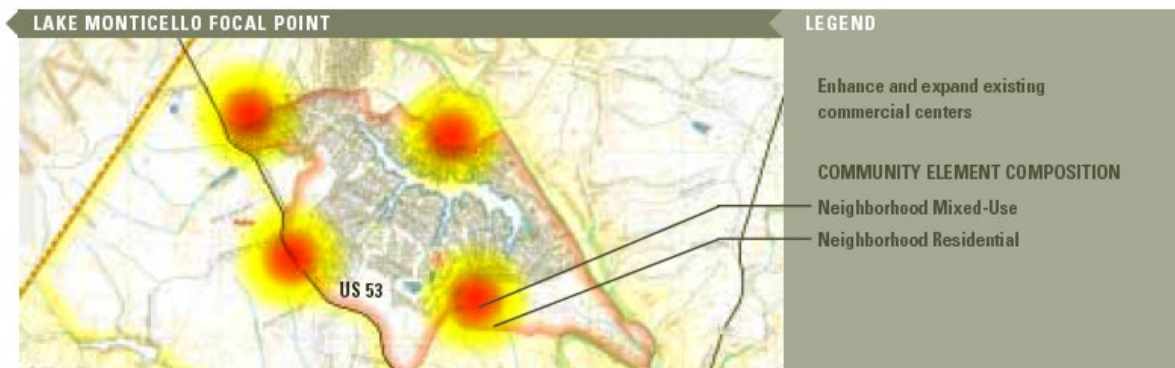 LAKE MONTICELLO FOCAL POINT
LEGEND
Enhance and expand existing
commercial centers
COMMUNITY ELEMENT COMPOSITION
Neighborhood Mixed-Use
Neighborhood Residential
US 53